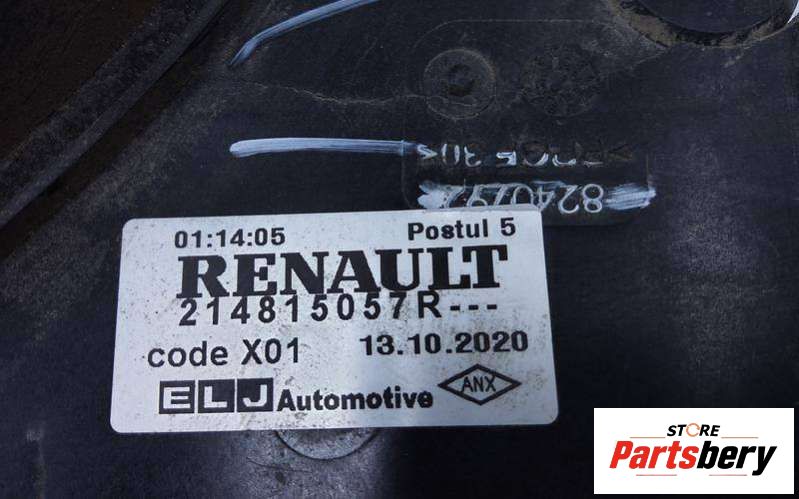 01:14:05 Postul 5
RENAULT
214815057R---
code X01 13.10.2020
ELJ Automotive ANX
STORE
Partsbery